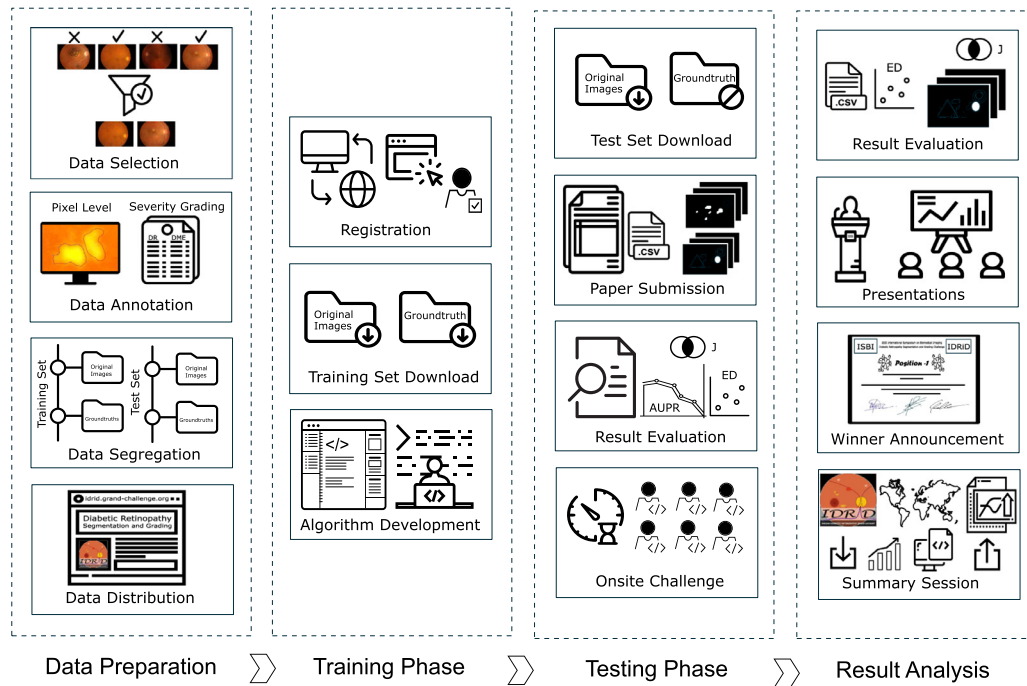 Data Selection
Pixel Level
Severity Grading
DR
DME
Data Annotation
Training Set
Original
Images
Groundtruths
Test Set
Original
Images
Groundtruths
Data Segregation
idrid.grand-challenge.org
Diabetic Retinopathy
Segmentation and Grading
IDRiD
Data Distribution
Data Preparation
Registration
Original
Images
Groundtruth
Training Set Download
</>
</>
Algorithm Development
Training Phase
Original
Images
Groundtruth
Test Set Download
.CSV
Paper Submission
J
AUPR
ED
Result Evaluation
</>
</>
</>
</>
</>
</>
Onsite Challenge
Testing Phase
J
.CSV
ED
Result Evaluation
Presentations
ISBI
IDRiD
Position -1
Winner Announcement
IDRiD
</>
Summary Session
Result Analysis